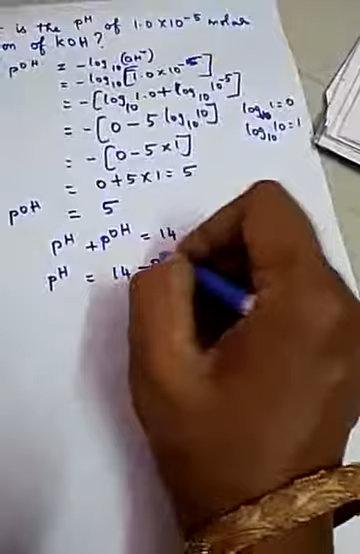 is the pH of 1.0×10⁻⁵ molar
on of KOH?
pOH = -log₁₀(OH⁻)
= -log₁₀[1.0×10⁻⁵]
= -[log₁₀1.0+log₁₀10⁻⁵]
= -[0-5log₁₀10] log₁₀1=0
= -[0-5×1] log₁₀10=1
= 0+5×1=5
pOH = 5
pH + pOH = 14
pH = 14-